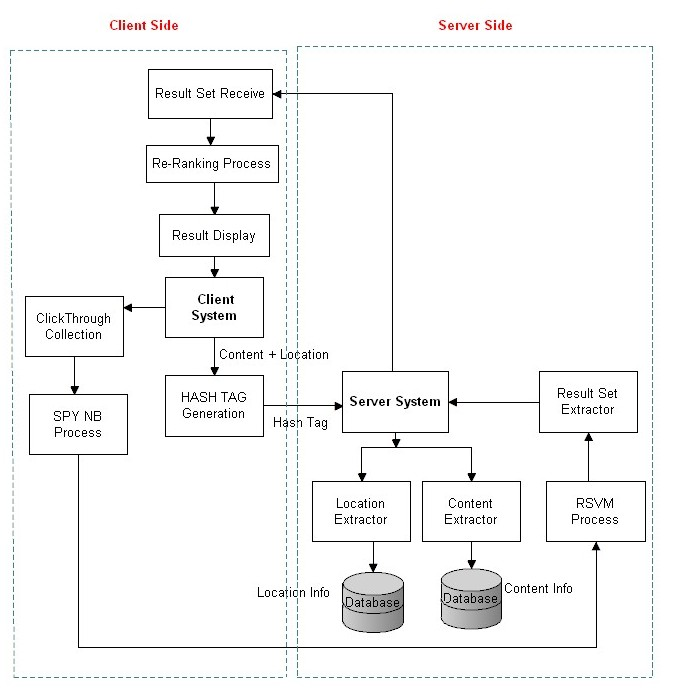 Client Side
Server Side
Result Set Receive
Re-Ranking Process
Result Display
Client
System
ClickThrough
Collection
Content + Location
SPY NB
Process
HASH TAG
Generation
Hash Tag
Server System
Result Set
Extractor
Location
Extractor
Content
Extractor
RSVM
Process
Location Info
Database
Database
Content Info